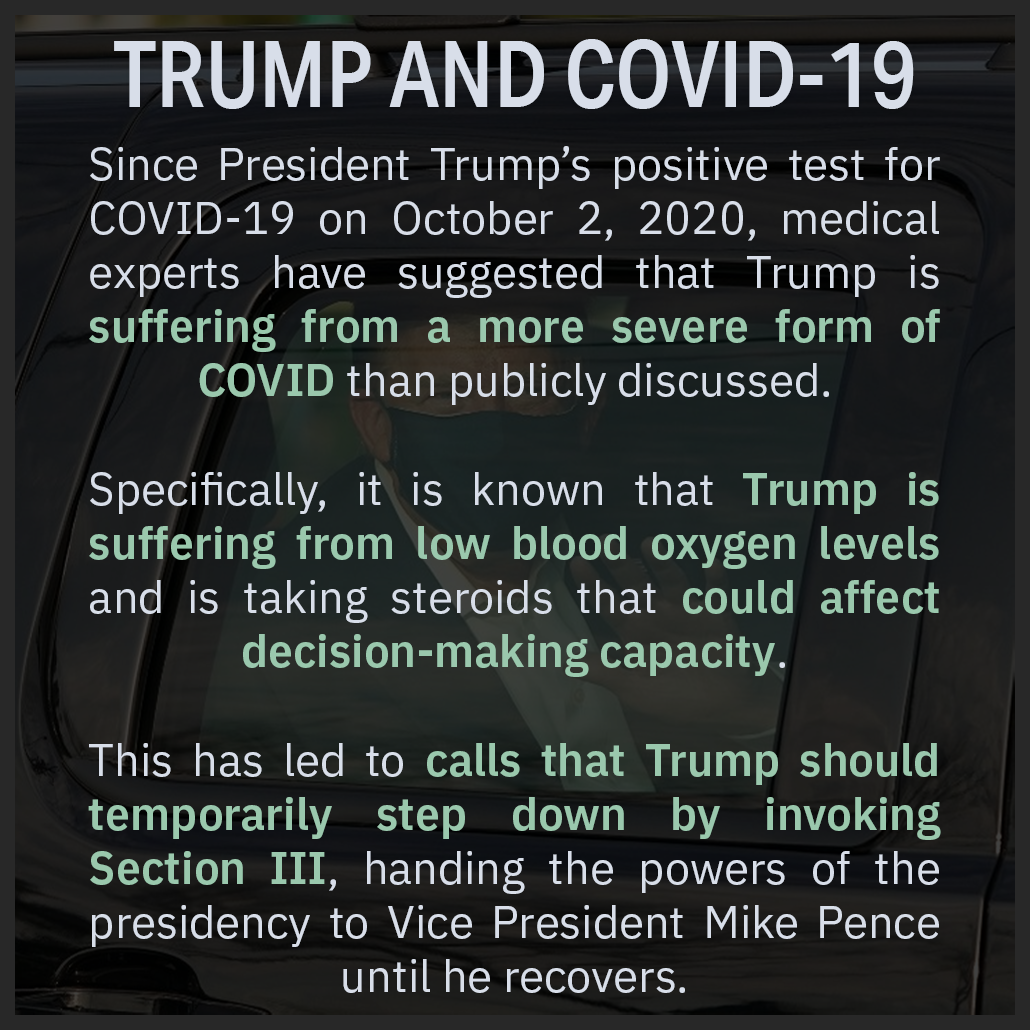 TRUMP AND COVID-19
Since President Trump’s positive test for
COVID-19 on October 2, 2020, medical
experts have suggested that Trump is
suffering from a more severe form of
COVID than publicly discussed.
Specifically, it is known that Trump is
suffering from low blood oxygen levels
and is taking steroids that could affect
decision-making capacity.
This has led to calls that Trump should
temporarily step down by invoking
Section III, handing the powers of the
presidency to Vice President Mike Pence
until he recovers.